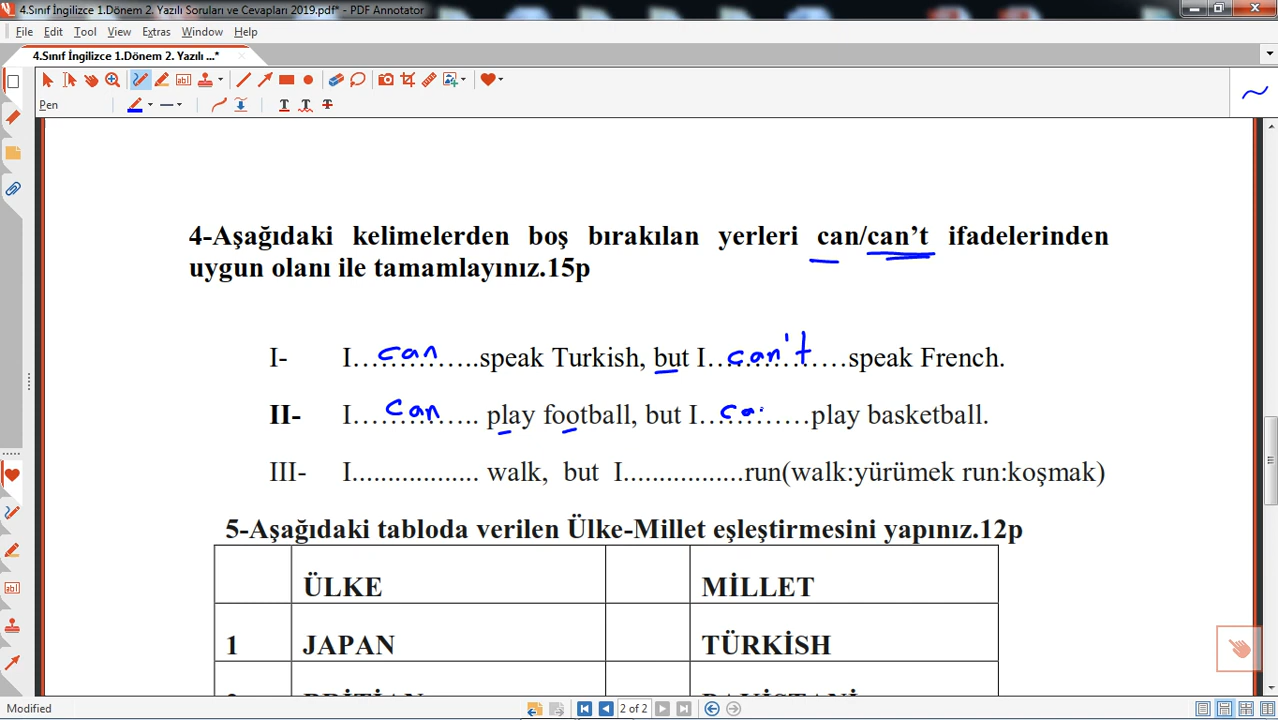 4.Sınıf İngilizce 1.Dönem 2. Yazılı Soruları ve Cevapları 2019.pdf* - PDF Annotator
File Edit Tool View Extras Window Help
4.Sınıf İngilizce 1.Dönem 2. Yazılı ...*
Pen
4-Aşağıdaki kelimelerden boş bırakılan yerleri can/can’t ifadelerinden
uygun olanı ile tamamlayınız.15p
I- I…can…..speak Turkish, but I…can't…speak French.
II- I…can….. play football, but I…ca…play basketball.
III- I.................. walk, but I.................run(walk:yürümek run:koşmak)
5-Aşağıdaki tabloda verilen Ülke-Millet eşleştirmesini yapınız.12p
ÜLKE MİLLET
1 JAPAN TÜRKİSH
Modified 2 of 2